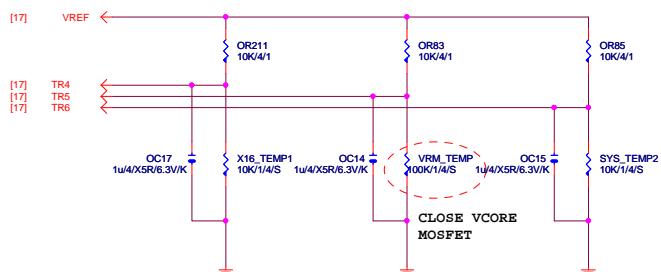 [17] VREF
OR211
10K/4/1
OR83
10K/4/1
OR85
10K/4/1
[17] TR4
[17] TR5
[17] TR6
OC17
1u/4/X5R/6.3V/K
X16_TEMP1
10K/1/4/S
OC14
1u/4/X5R/6.3V/K
VRM_TEMP
100K/1/4/S
OC15
1u/4/X5R/6.3V/K
SYS_TEMP2
10K/1/4/S
CLOSE VCORE
MOSFET